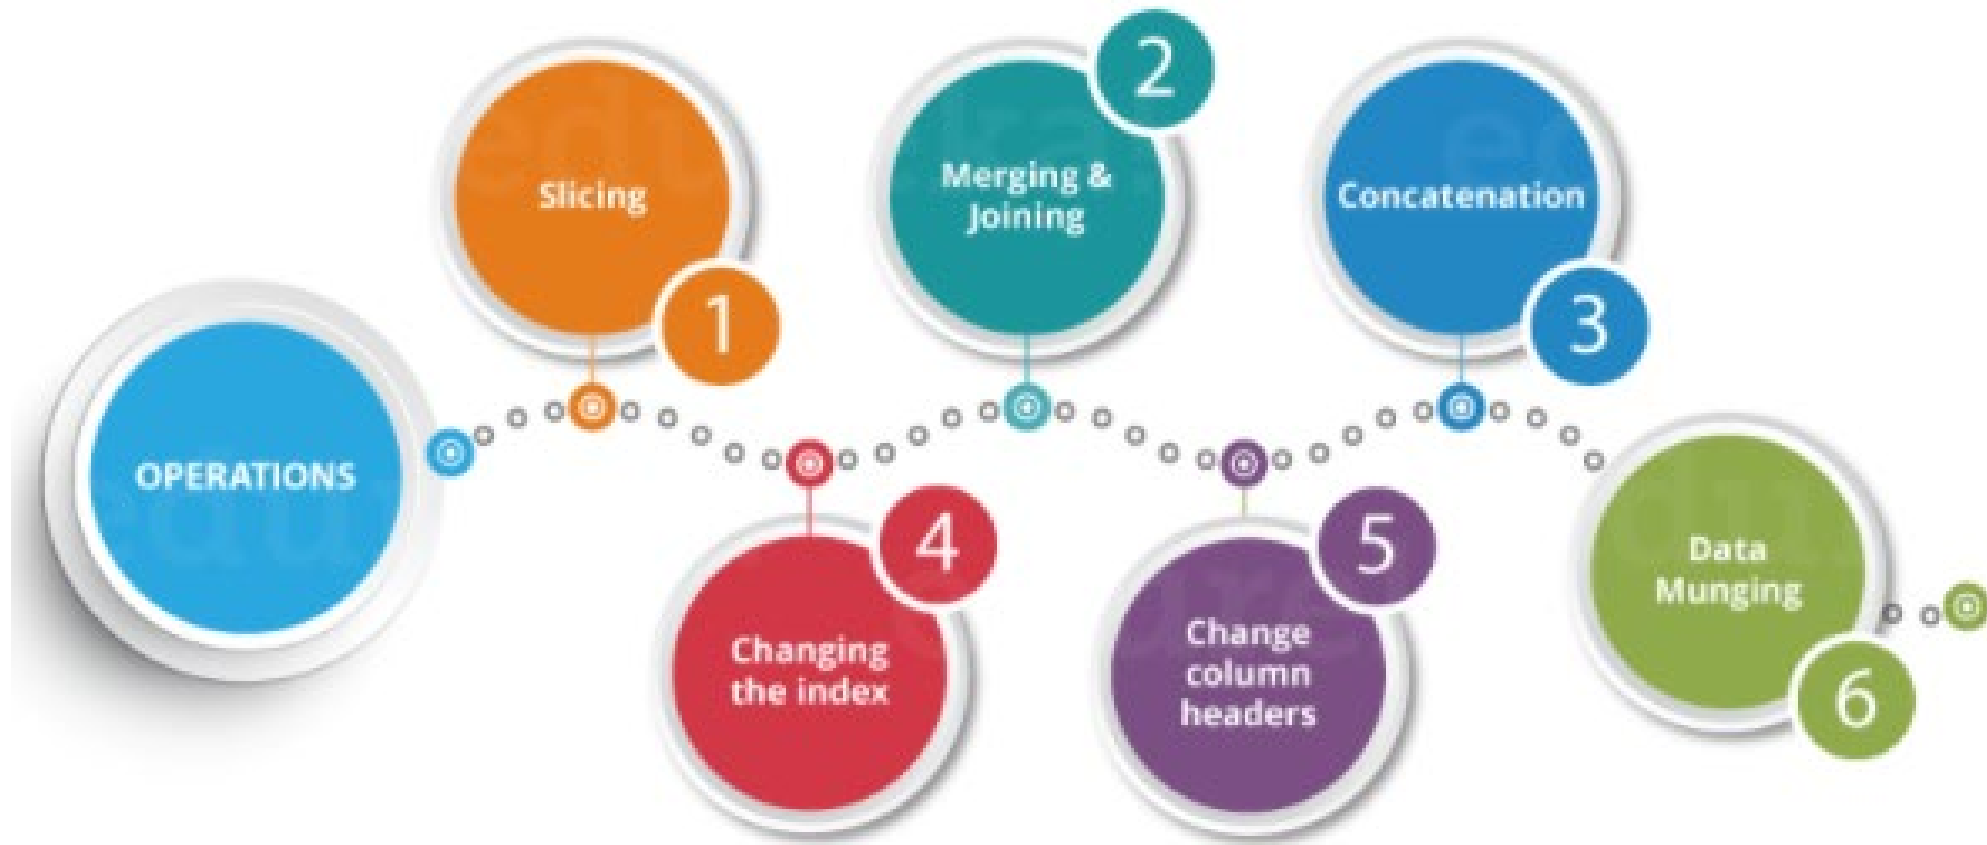 OPERATIONS
Slicing
1
Merging &
Joining
2
Concatenation
3
Changing
the index
4
Change
column
headers
5
Data
Munging
6